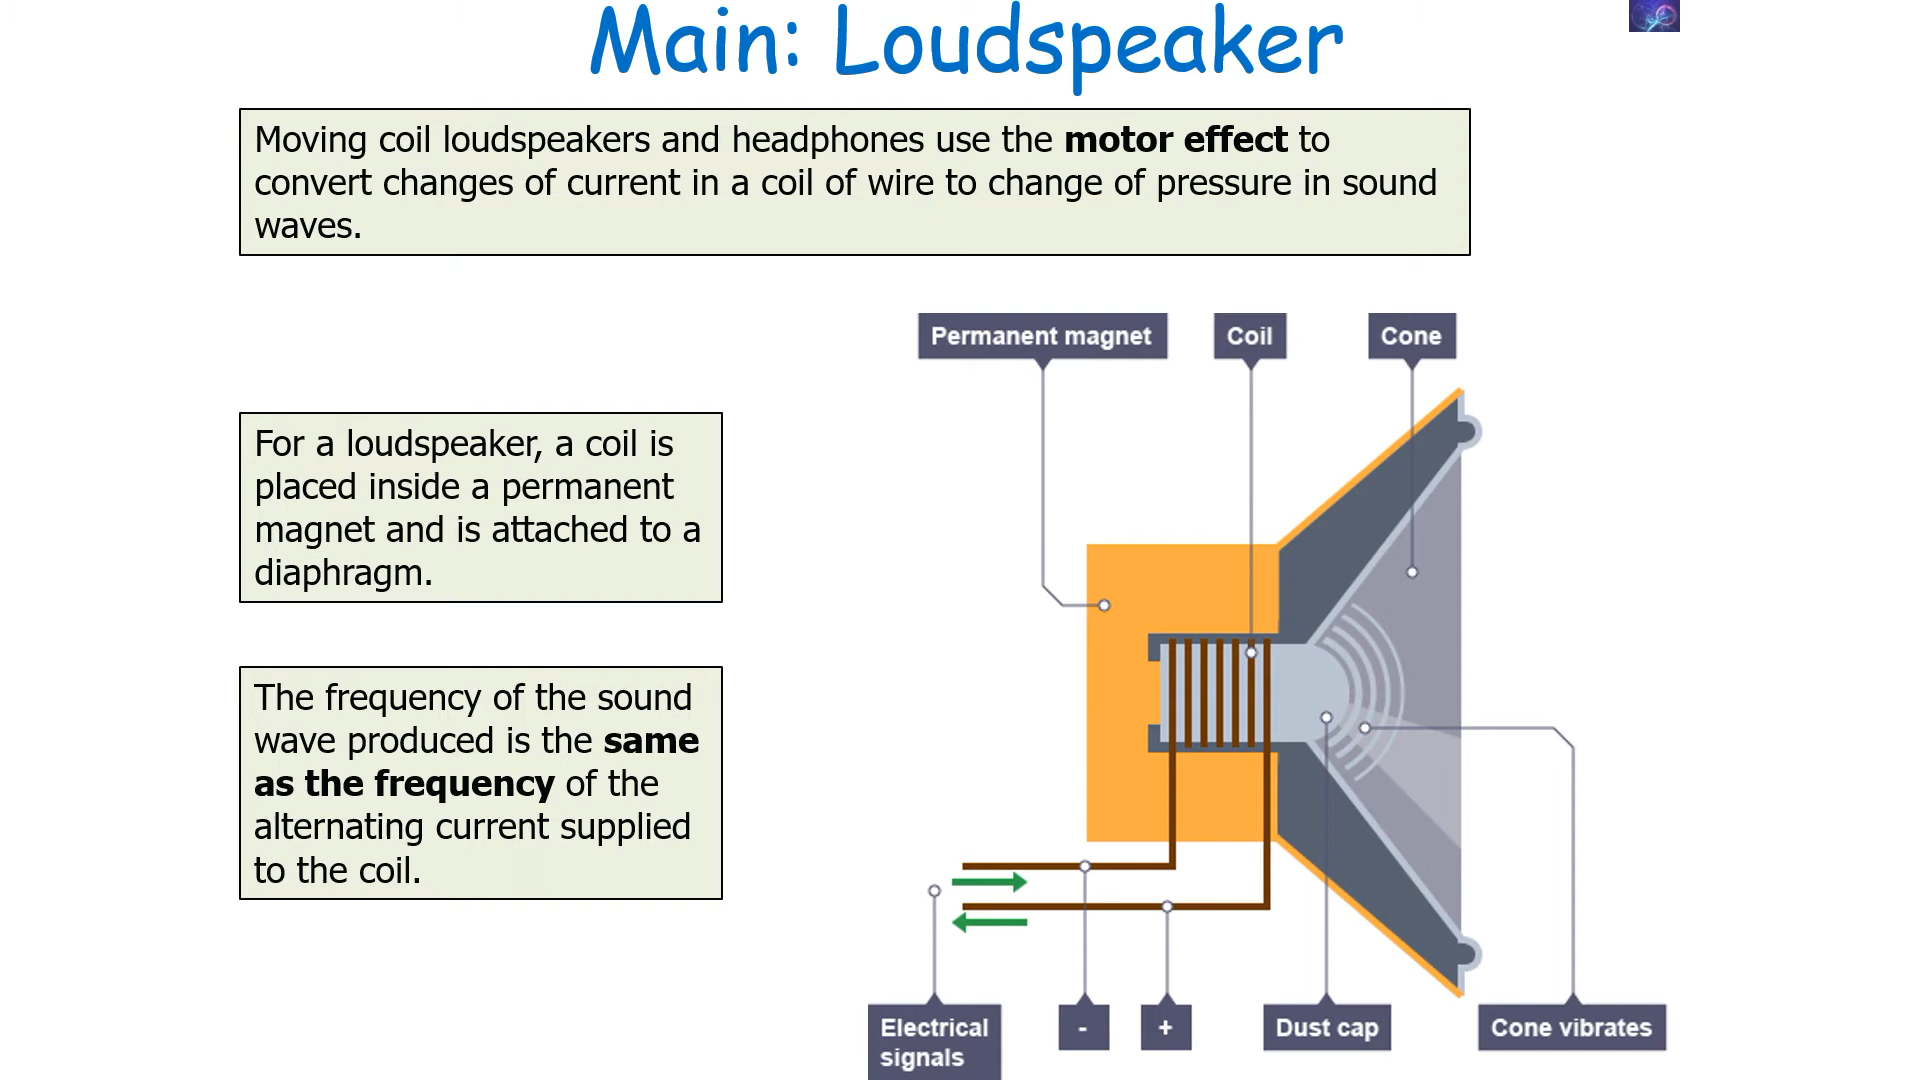 Main: Loudspeaker
Moving coil loudspeakers and headphones use the motor effect to
convert changes of current in a coil of wire to change of pressure in sound
waves.
Permanent magnet
Coil
Cone
For a loudspeaker, a coil is
placed inside a permanent
magnet and is attached to a
diaphragm.
The frequency of the sound
wave produced is the same
as the frequency of the
alternating current supplied
to the coil.
Electrical
signals
-
+
Dust cap
Cone vibrates